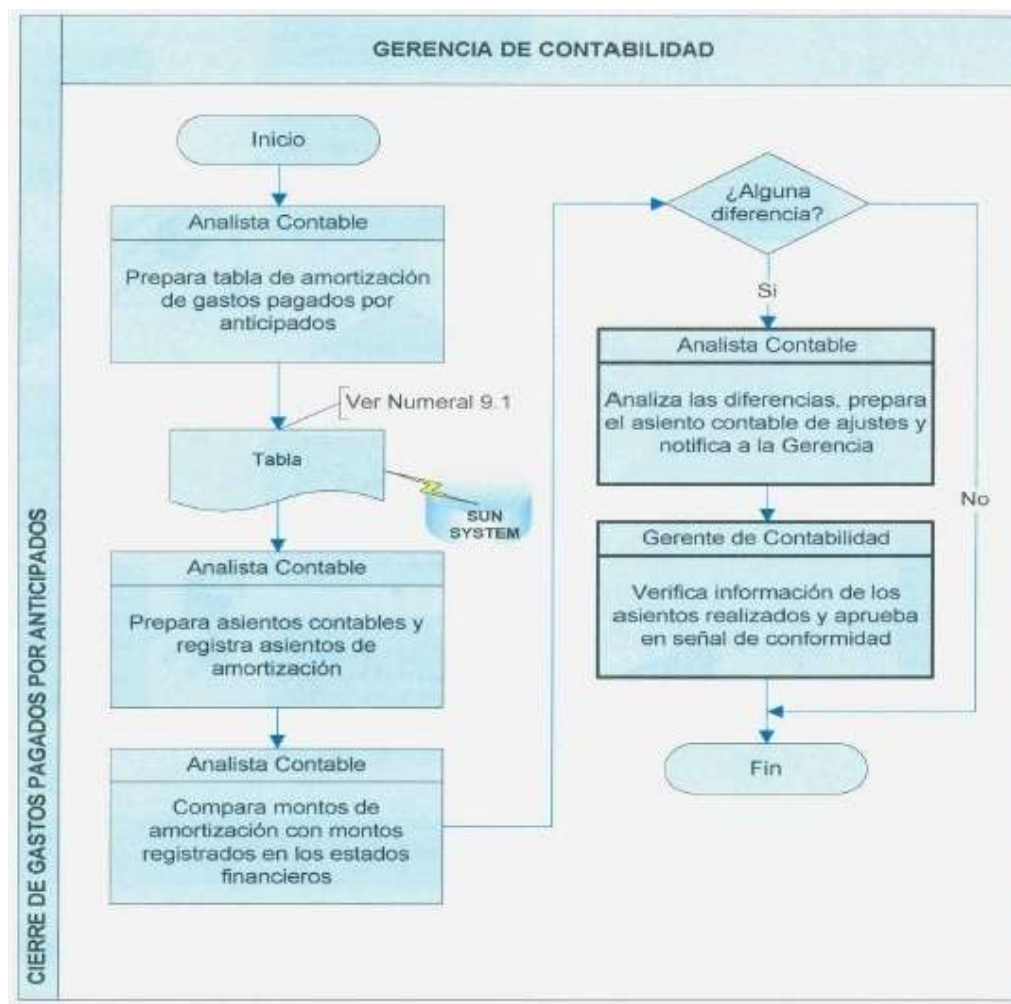 GERENCIA DE CONTABILIDAD
CIERRE DE GASTOS PAGADOS POR ANTICIPADOS
Inicio
Analista Contable
Prepara tabla de amortización
de gastos pagados por
anticipados
Ver Numeral 9.1
Tabla
SUN
SYSTEM
Analista Contable
Prepara asientos contables y
registra asientos de
amortización
Analista Contable
Compara montos de
amortización con montos
registrados en los estados
financieros
¿Alguna
diferencia?
Si
No
Analista Contable
Analiza las diferencias, prepara
el asiento contable de ajustes y
notifica a la Gerencia
Gerente de Contabilidad
Verifica información de los
asientos realizados y aprueba
en señal de conformidad
Fin